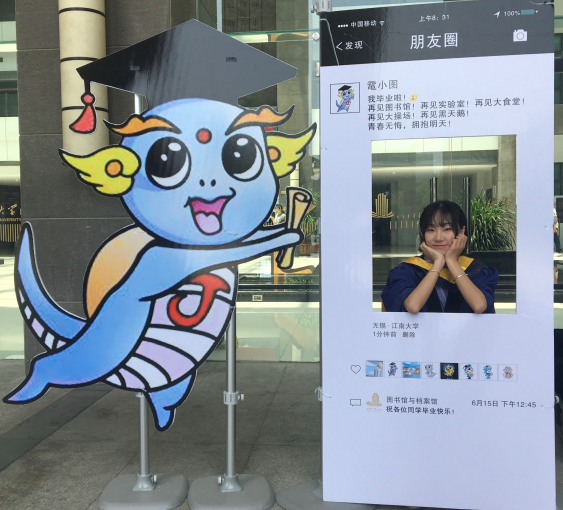 中国移动
上午8:31
100%
发现
朋友圈
霓小图
我毕业啦！
再见图书馆！再见实验室！再见大食堂！
再见大操场！再见黑天鹅！
青春无悔，拥抱明天！
无锡·江南大学
1分钟前 删除
图书馆与档案馆
6月15日 下午12:45
祝各位同学毕业快乐！
J